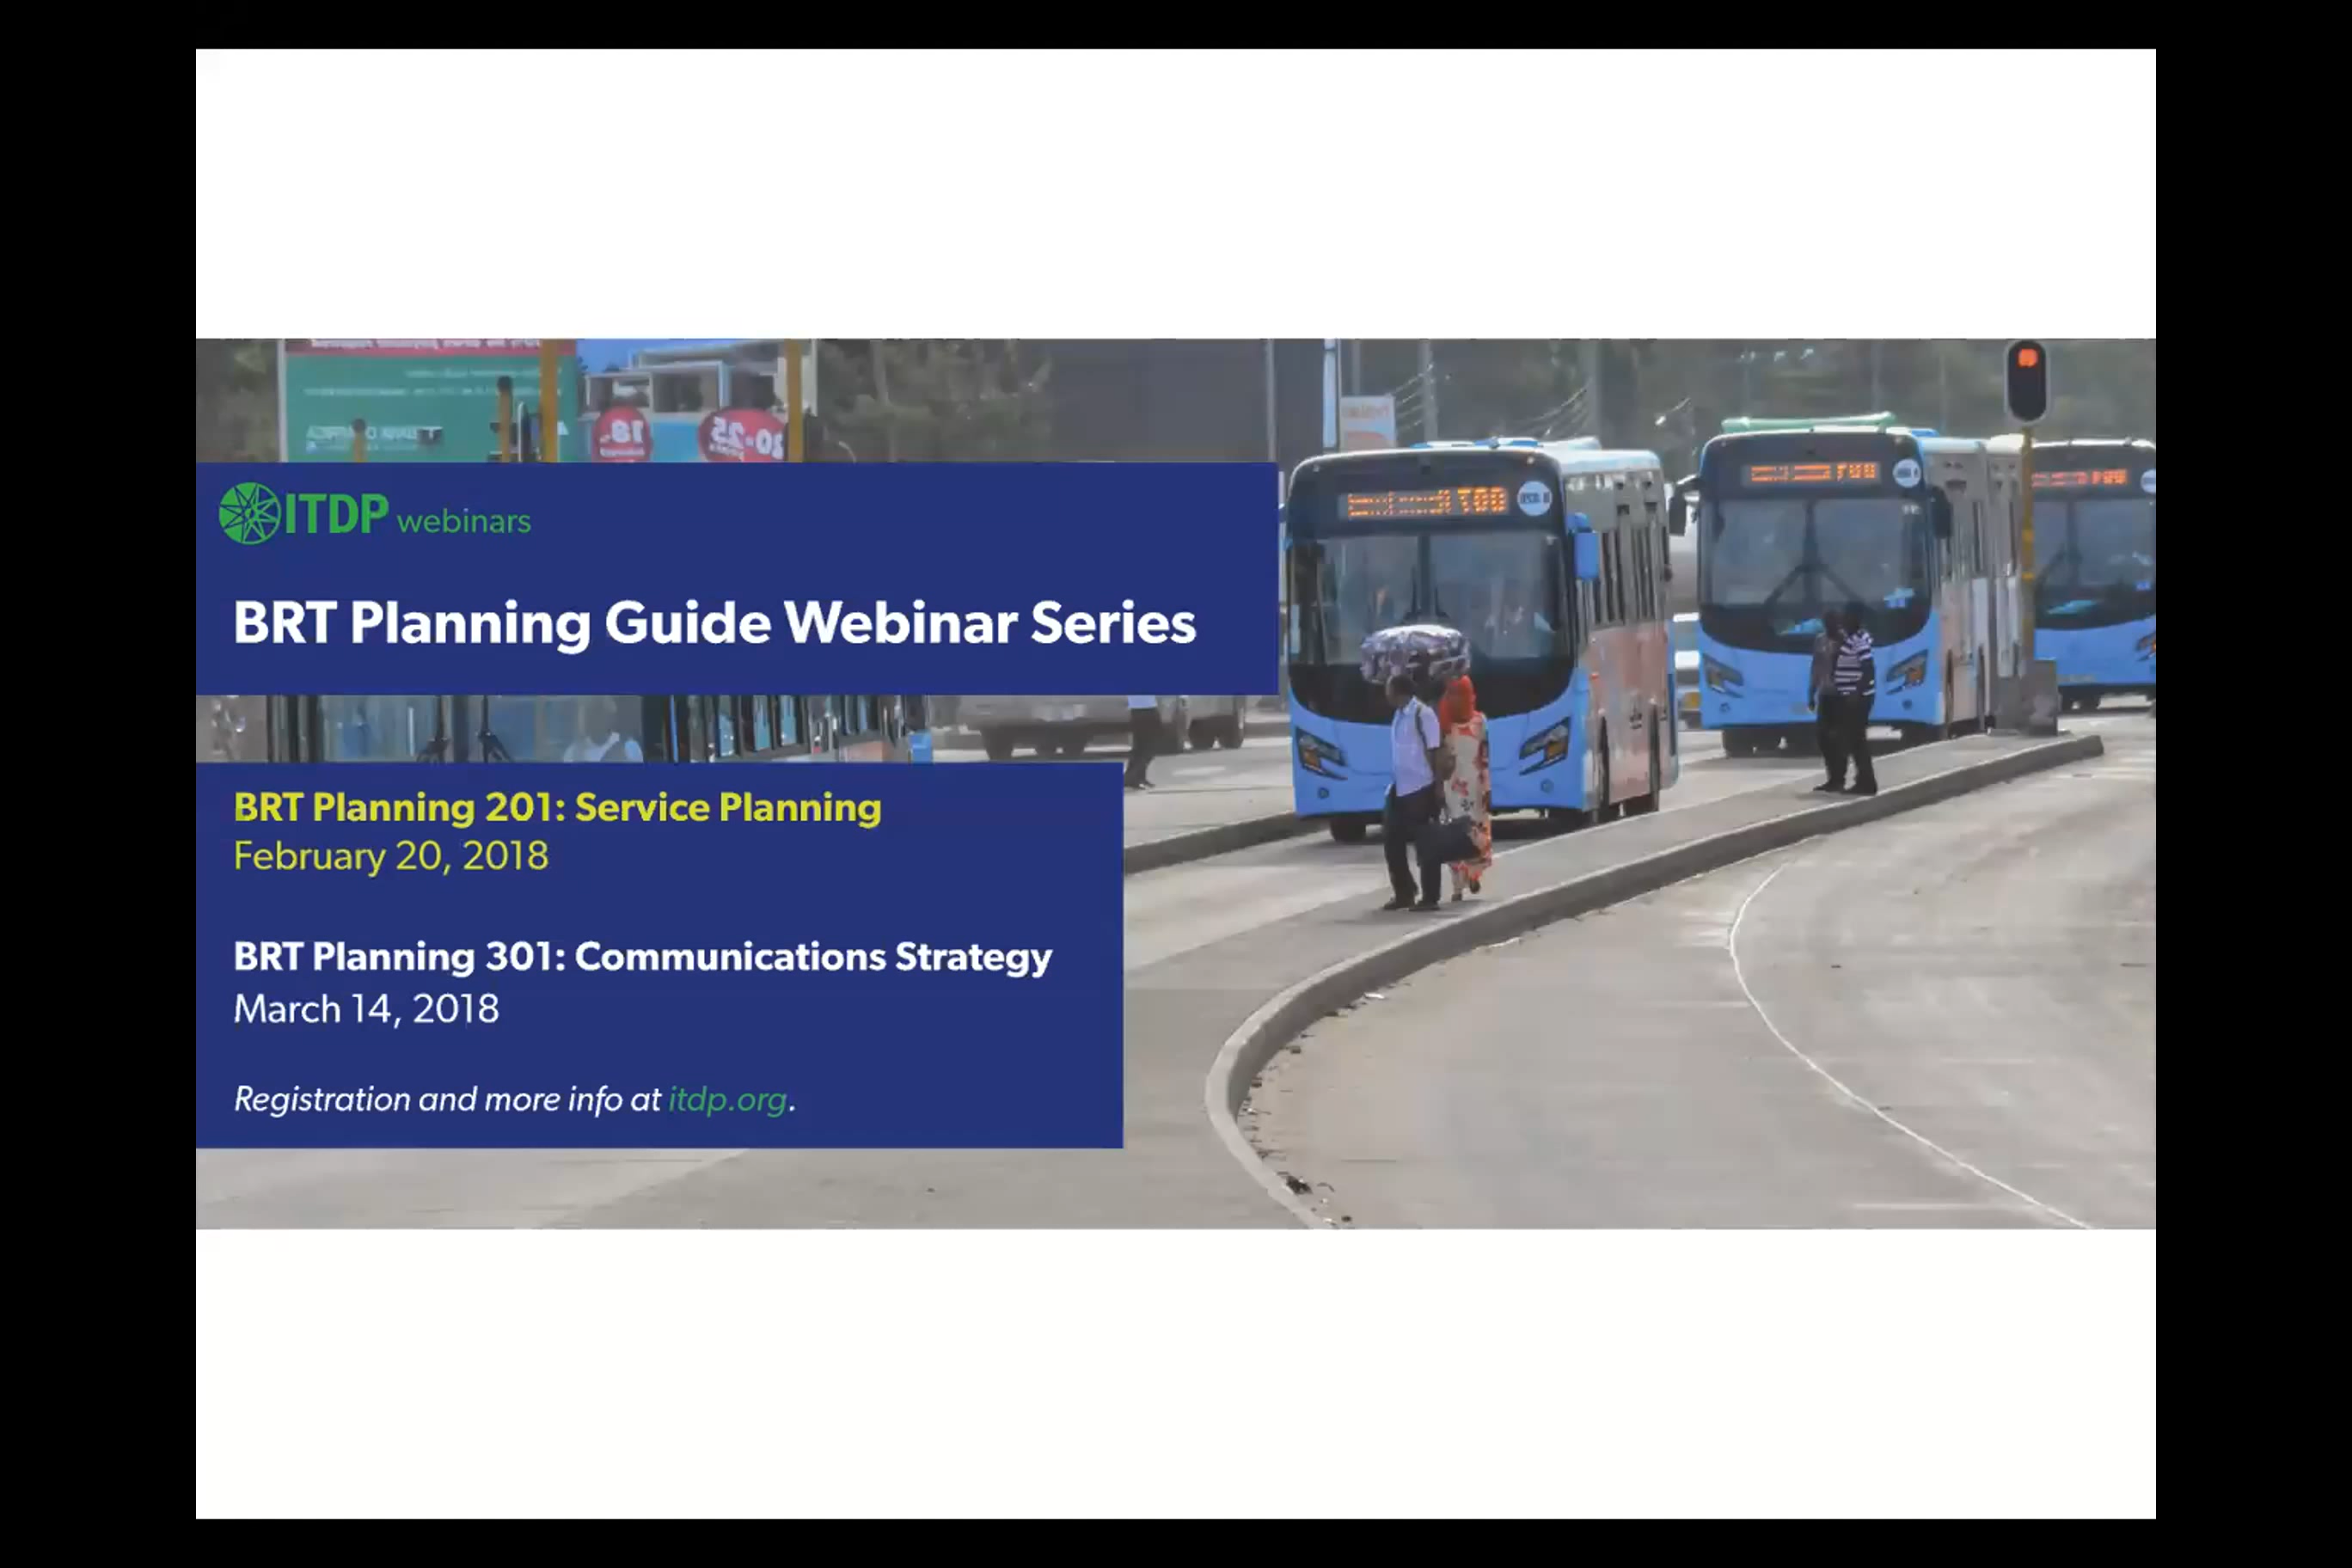 ITDP webinars
BRT Planning Guide Webinar Series
BRT Planning 201: Service Planning
February 20, 2018
BRT Planning 301: Communications Strategy
March 14, 2018
Registration and more info at itdp.org.